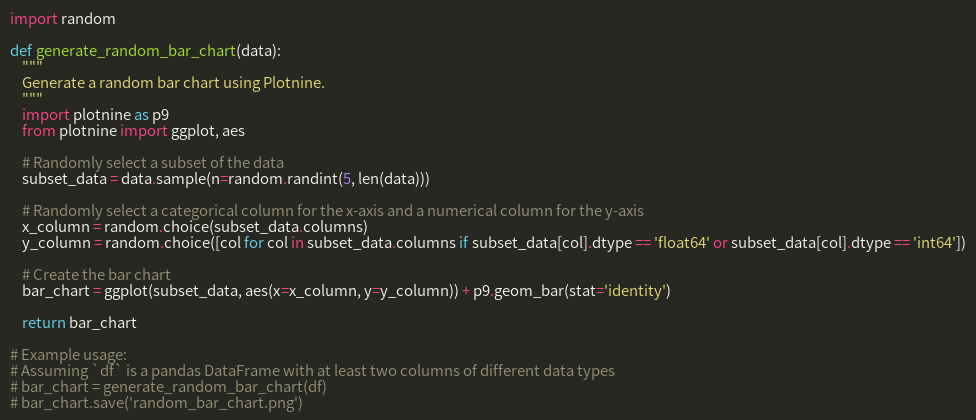 import random
def generate_random_bar_chart(data):
"""
Generate a random bar chart using Plotnine.
"""
import plotnine as p9
from plotnine import ggplot, aes
# Randomly select a subset of the data
subset_data = data.sample(n=random.randint(5, len(data)))
# Randomly select a categorical column for the x-axis and a numerical column for the y-axis
x_column = random.choice(subset_data.columns)
y_column = random.choice([col for col in subset_data.columns if subset_data[col].dtype == 'float64' or subset_data[col].dtype == 'int64'])
# Create the bar chart
bar_chart = ggplot(subset_data, aes(x=x_column, y=y_column)) + p9.geom_bar(stat='identity')
return bar_chart
# Example usage:
# Assuming `df` is a pandas DataFrame with at least two columns of different data types
# bar_chart = generate_random_bar_chart(df)
# bar_chart.save('random_bar_chart.png')